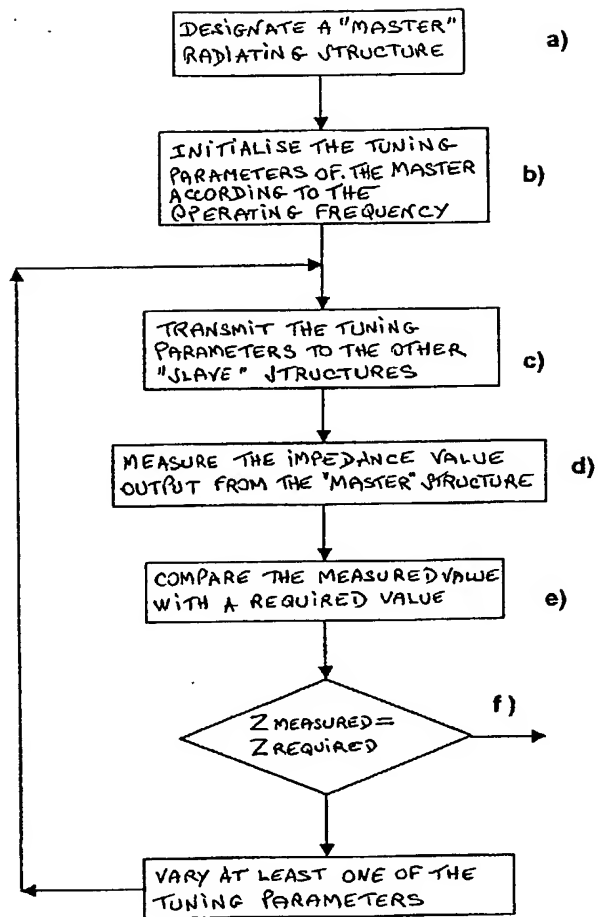 DESIGNATE A "MASTER"
RADIATING STRUCTURE
a)
INITIALISE THE TUNING
PARAMETERS OF THE MASTER
ACCORDING TO THE
OPERATING FREQUENCY
b)
TRANSMIT THE TUNING
PARAMETERS TO THE OTHER
"SLAVE" STRUCTURES
c)
MEASURE THE IMPEDANCE VALUE
OUTPUT FROM THE "MASTER" STRUCTURE
d)
COMPARE THE MEASURED VALUE
WITH A REQUIRED VALUE
e)
f)
Z MEASURED=
Z REQUIRED
VARY AT LEAST ONE OF THE
TUNING PARAMETERS